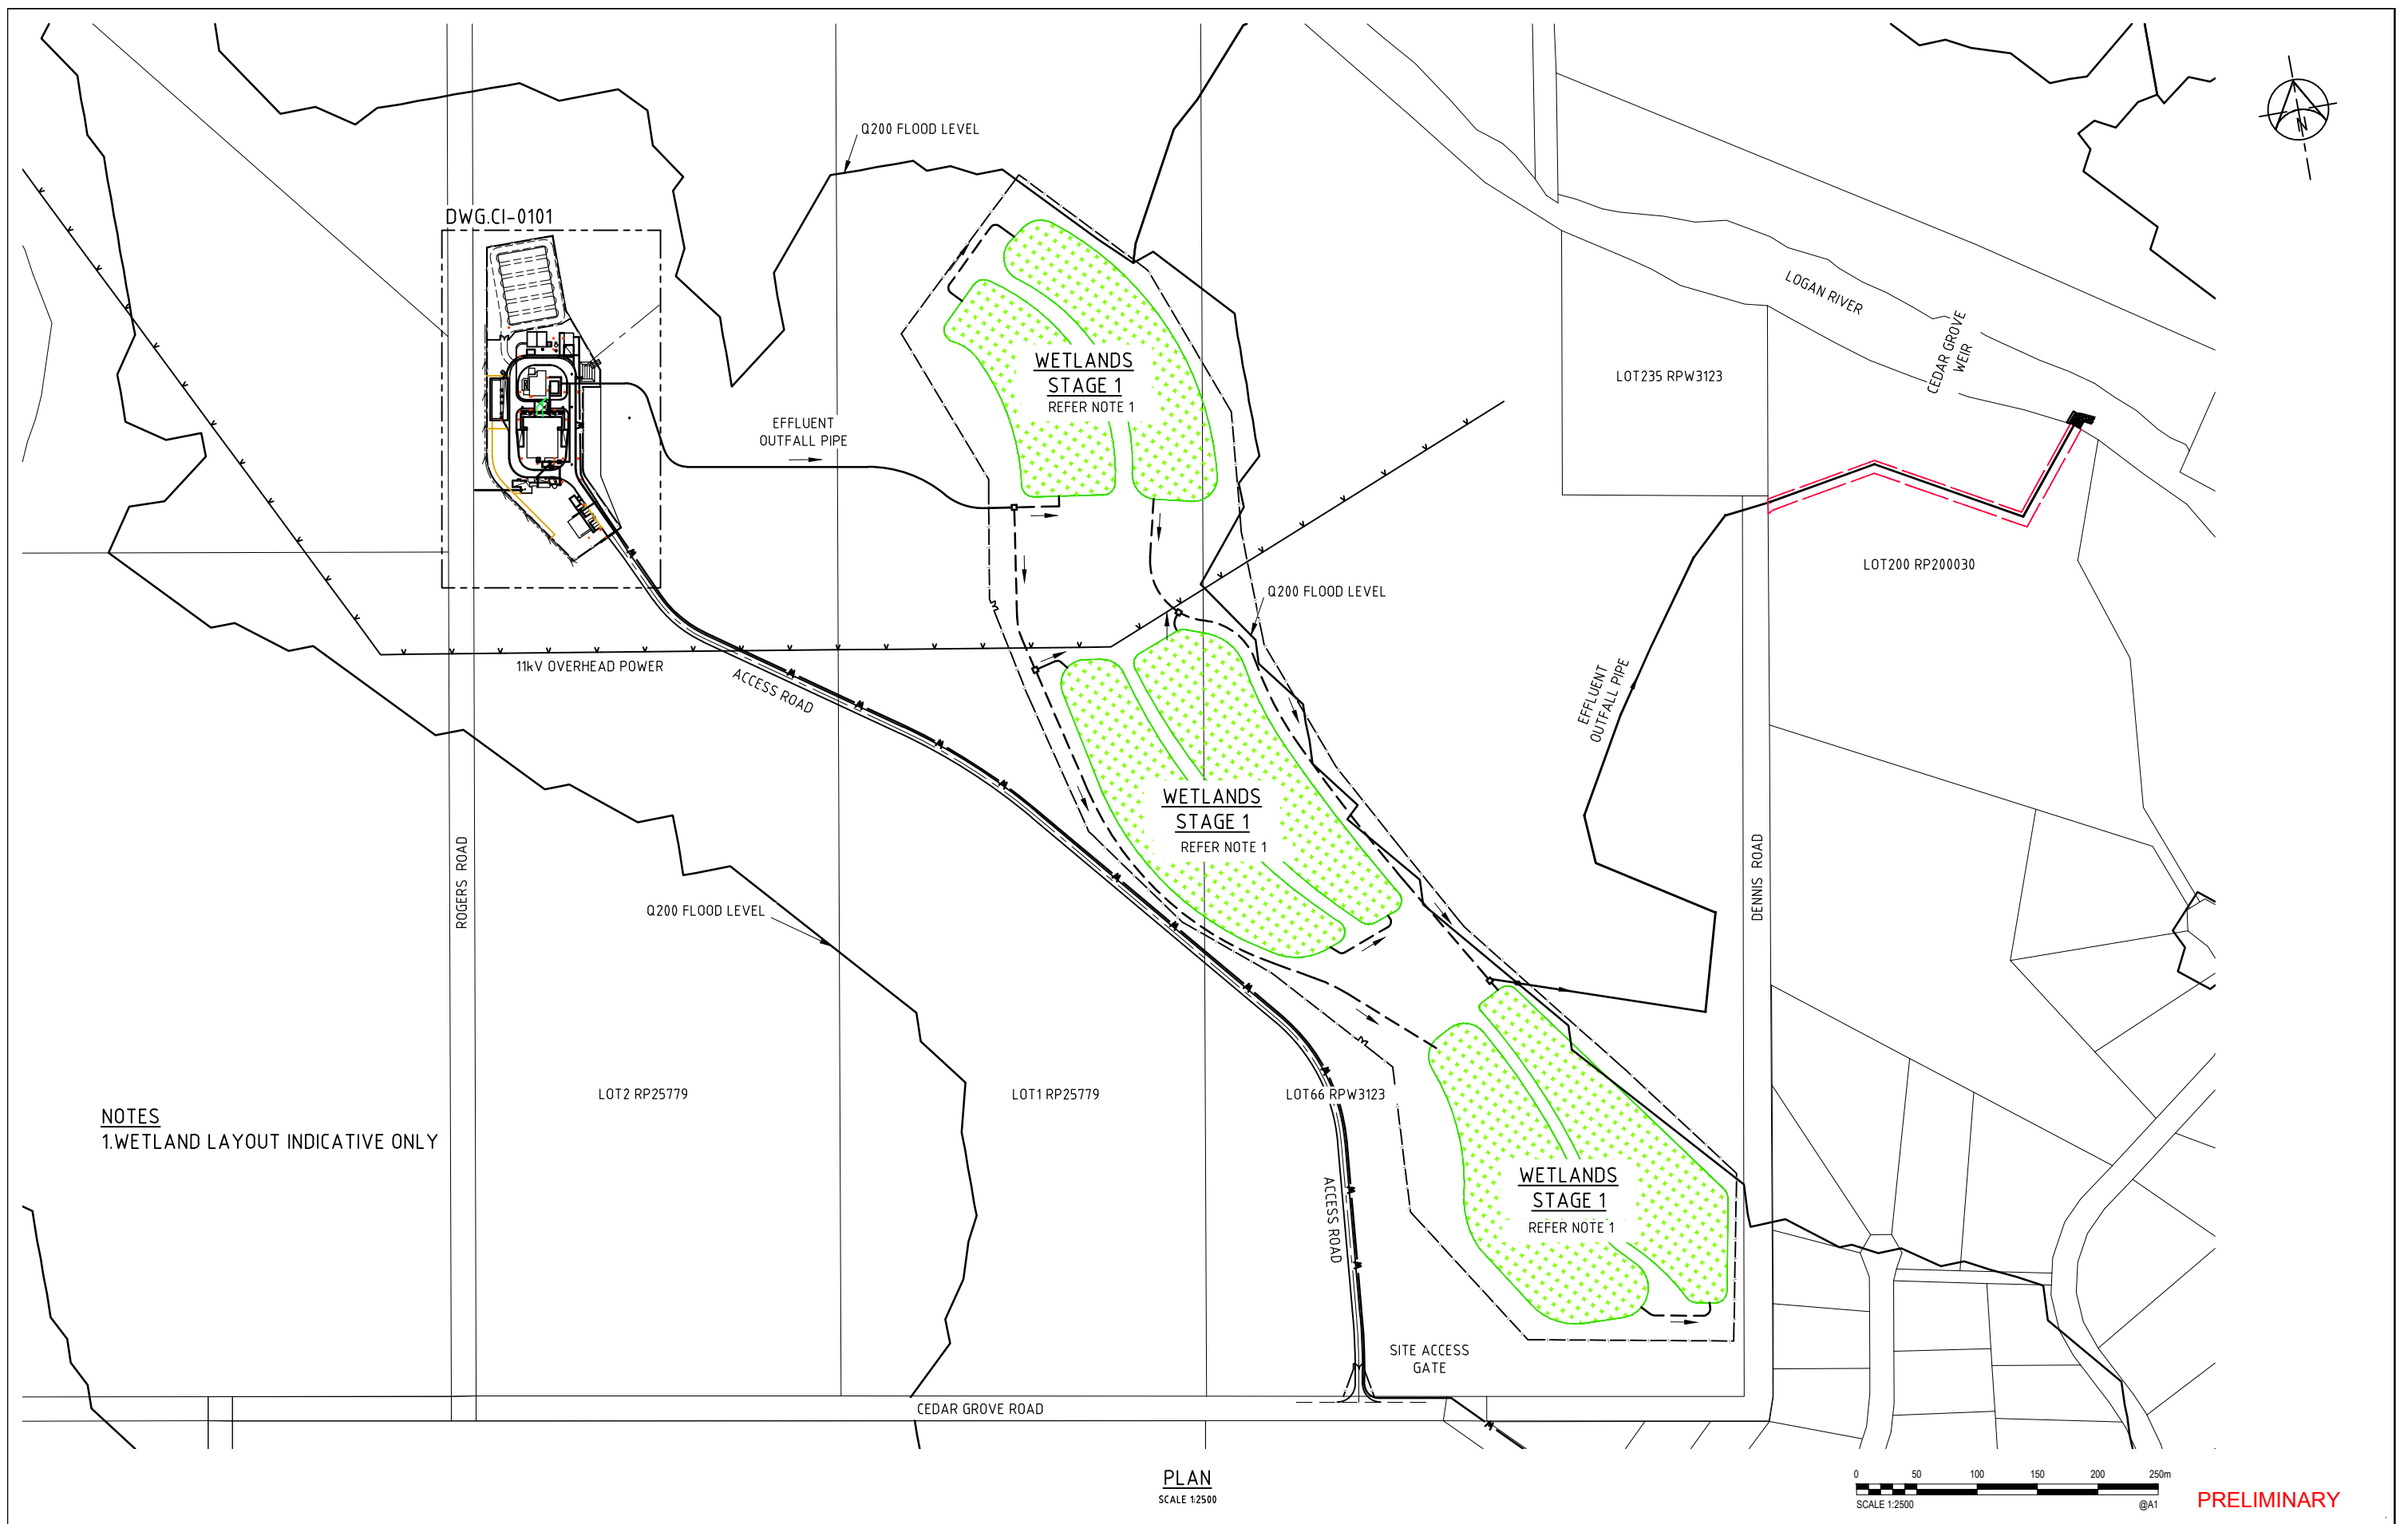 Q200 FLOOD LEVEL
DWG.CI-0101
N
LOGAN RIVER
CEDAR GROVE
WEIR
WETLANDS
STAGE 1
REFER NOTE 1
LOT235 RPW3123
EFFLUENT
OUTFALL PIPE
LOT200 RP200030
Q200 FLOOD LEVEL
11kV OVERHEAD POWER
ACCESS ROAD
EFFLUENT
OUTFALL PIPE
WETLANDS
STAGE 1
REFER NOTE 1
ROGERS ROAD
DENNIS ROAD
Q200 FLOOD LEVEL
LOT2 RP25779
LOT1 RP25779
LOT66 RPW3123
NOTES
1.WETLAND LAYOUT INDICATIVE ONLY
WETLANDS
STAGE 1
REFER NOTE 1
ACCESS ROAD
SITE ACCESS
GATE
CEDAR GROVE ROAD
PLAN
SCALE 1:2500
0 50 100 150 200 250m
SCALE 1:2500 @A1
PRELIMINARY